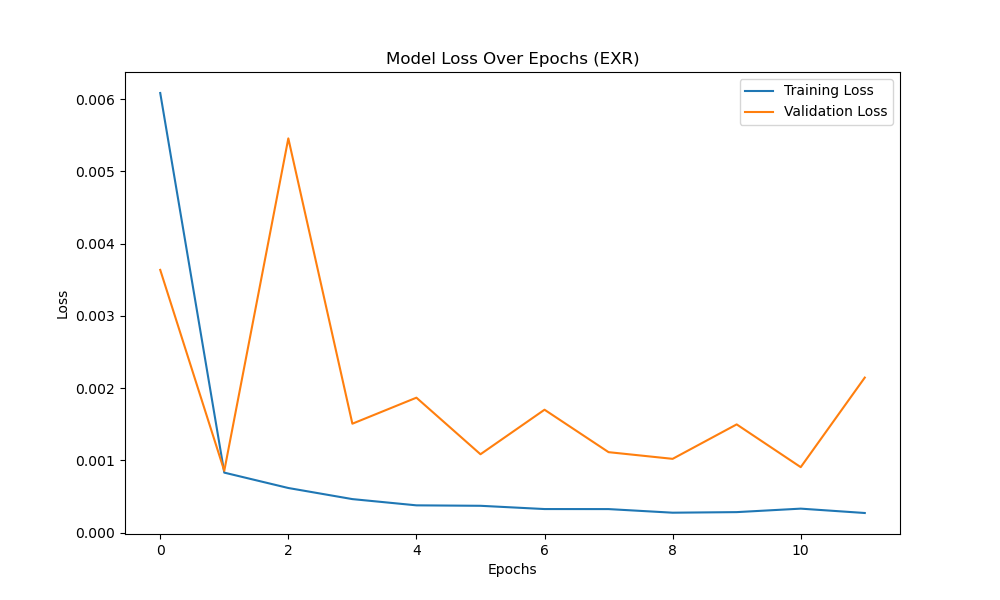 Model Loss Over Epochs (EXR)
Training Loss
Validation Loss
0.006
0.005
0.004
0.003
0.002
0.001
0.000
Loss
0 2 4 6 8 10
Epochs